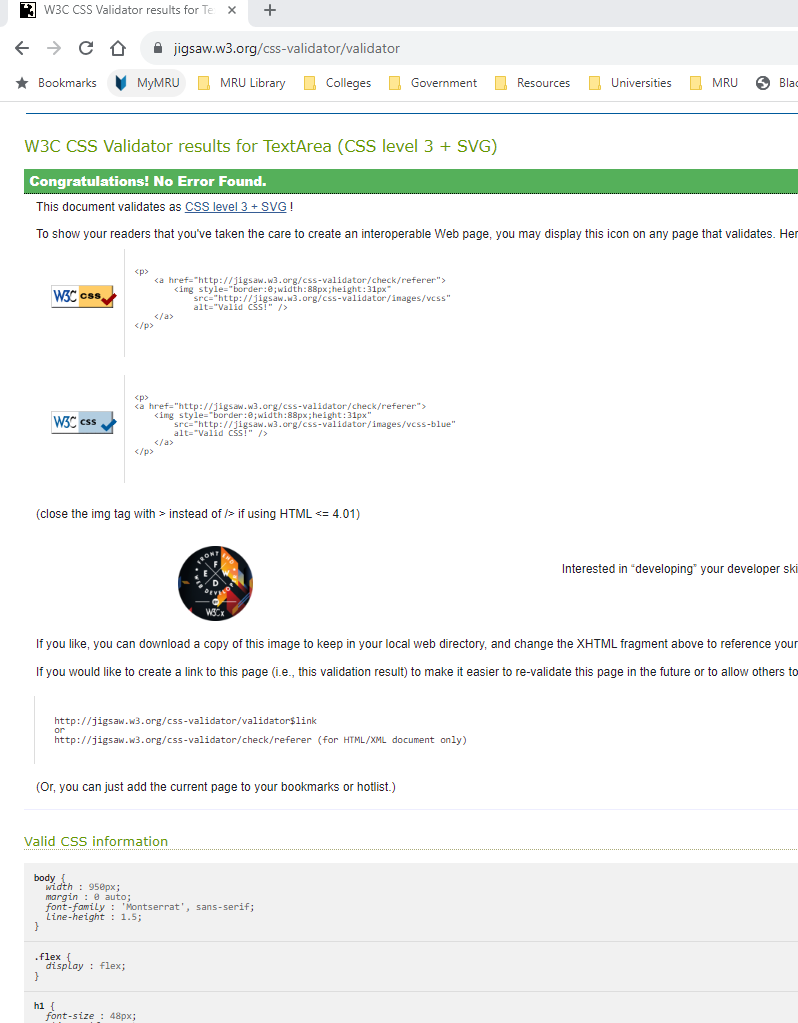 W3C CSS Validator results for Te
jigsaw.w3.org/css-validator/validator
Bookmarks MyMRU MRU Library Colleges Government Resources Universities MRU Blac
W3C CSS Validator results for TextArea (CSS level 3 + SVG)
Congratulations! No Error Found.
This document validates as CSS level 3 + SVG !
To show your readers that you've taken the care to create an interoperable Web page, you may display this icon on any page that validates. Her
W3C css
<p>
<a href="http://jigsaw.w3.org/css-validator/check/referer">
<img style="border:0;width:88px;height:31px"
src="http://jigsaw.w3.org/css-validator/images/vcss"
alt="Valid CSS!" />
</a>
</p>
W3C css
<p>
<a href="http://jigsaw.w3.org/css-validator/check/referer">
<img style="border:0;width:88px;height:31px"
src="http://jigsaw.w3.org/css-validator/images/vcss-blue"
alt="Valid CSS!" />
</a>
</p>
(close the img tag with > instead of /> if using HTML <= 4.01)
FRONT END
F
E W
D
WEB DEVELOPER
W3Cx
Interested in “developing” your developer ski
If you like, you can download a copy of this image to keep in your local web directory, and change the XHTML fragment above to reference your
If you would like to create a link to this page (i.e., this validation result) to make it easier to re-validate this page in the future or to allow others to
http://jigsaw.w3.org/css-validator/validator$link
or
http://jigsaw.w3.org/css-validator/check/referer (for HTML/XML document only)
(Or, you can just add the current page to your bookmarks or hotlist.)
Valid CSS information
body {
width : 950px;
margin : 0 auto;
font-family : 'Montserrat', sans-serif;
line-height : 1.5;
}
.flex {
display : flex;
}
h1 {
font-size : 48px;